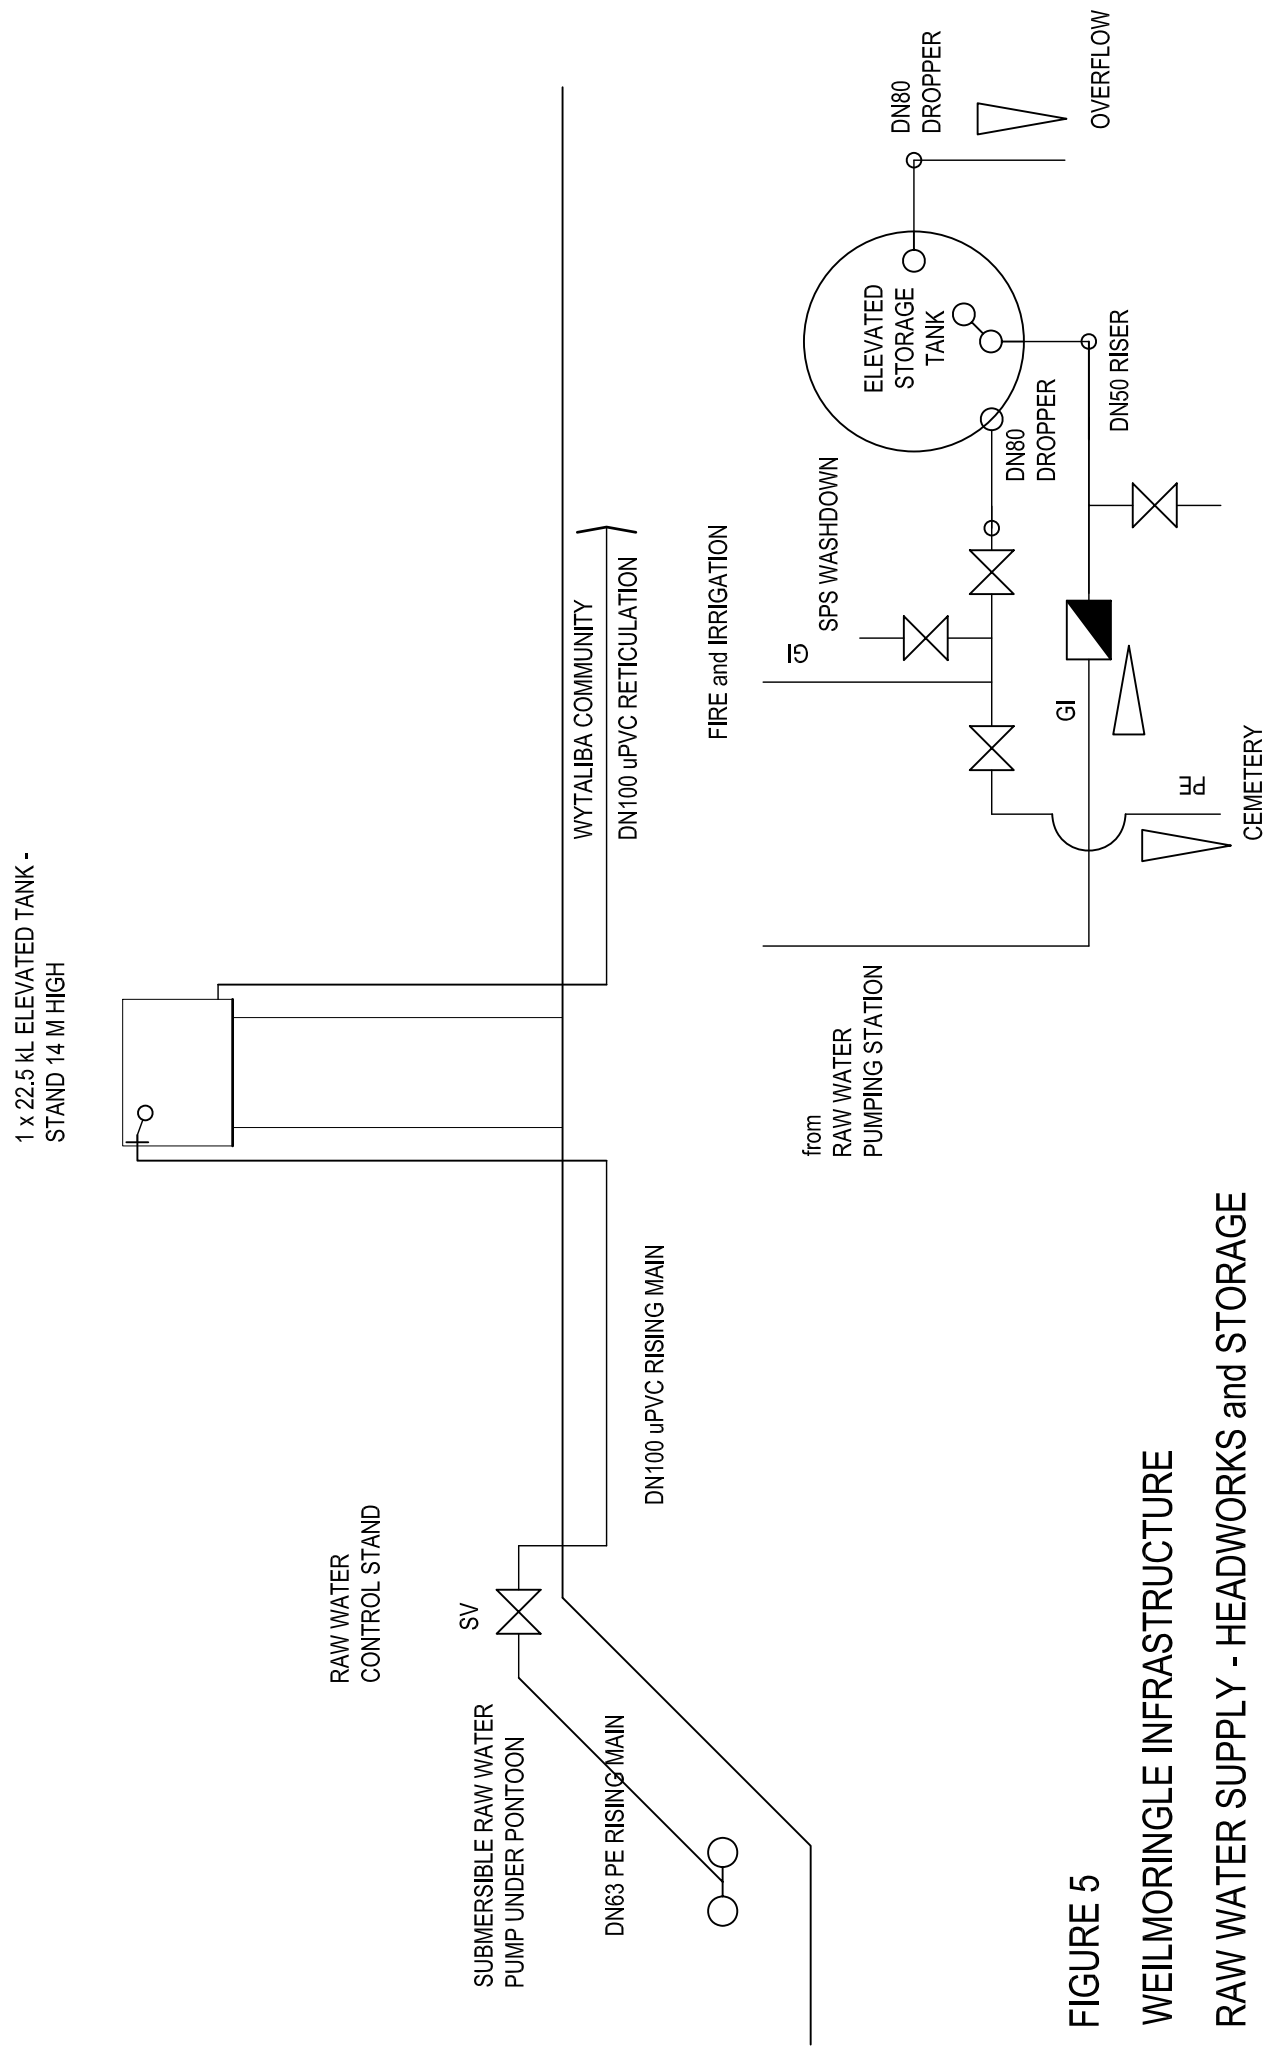 1 x 22.5 kL ELEVATED TANK -
STAND 14 M HIGH
RAW WATER
CONTROL STAND
SV
SUBMERSIBLE RAW WATER
PUMP UNDER PONTOON
DN63 PE RISING MAIN
DN100 uPVC RISING MAIN
WYTALIBA COMMUNITY
DN100 uPVC RETICULATION
FIRE and IRRIGATION
GI
SPS WASHDOWN
ELEVATED
STORAGE
TANK
DN80
DROPPER
OVERFLOW
DN80
DROPPER
DN50 RISER
GI
PE
CEMETERY
from
RAW WATER
PUMPING STATION
FIGURE 5
WEILMORINGLE INFRASTRUCTURE
RAW WATER SUPPLY - HEADWORKS and STORAGE